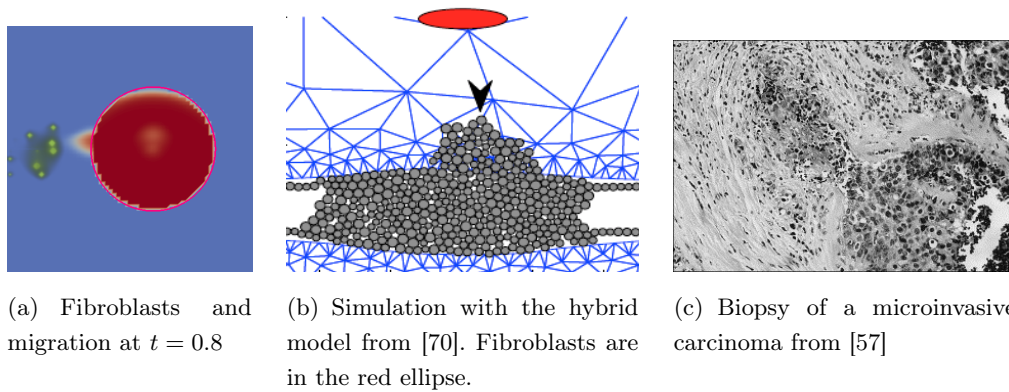 (a) Fibroblasts and
migration at t = 0.8
(b) Simulation with the hybrid
model from [70]. Fibroblasts are
in the red ellipse.
(c) Biopsy of a microinvasive
carcinoma from [57]